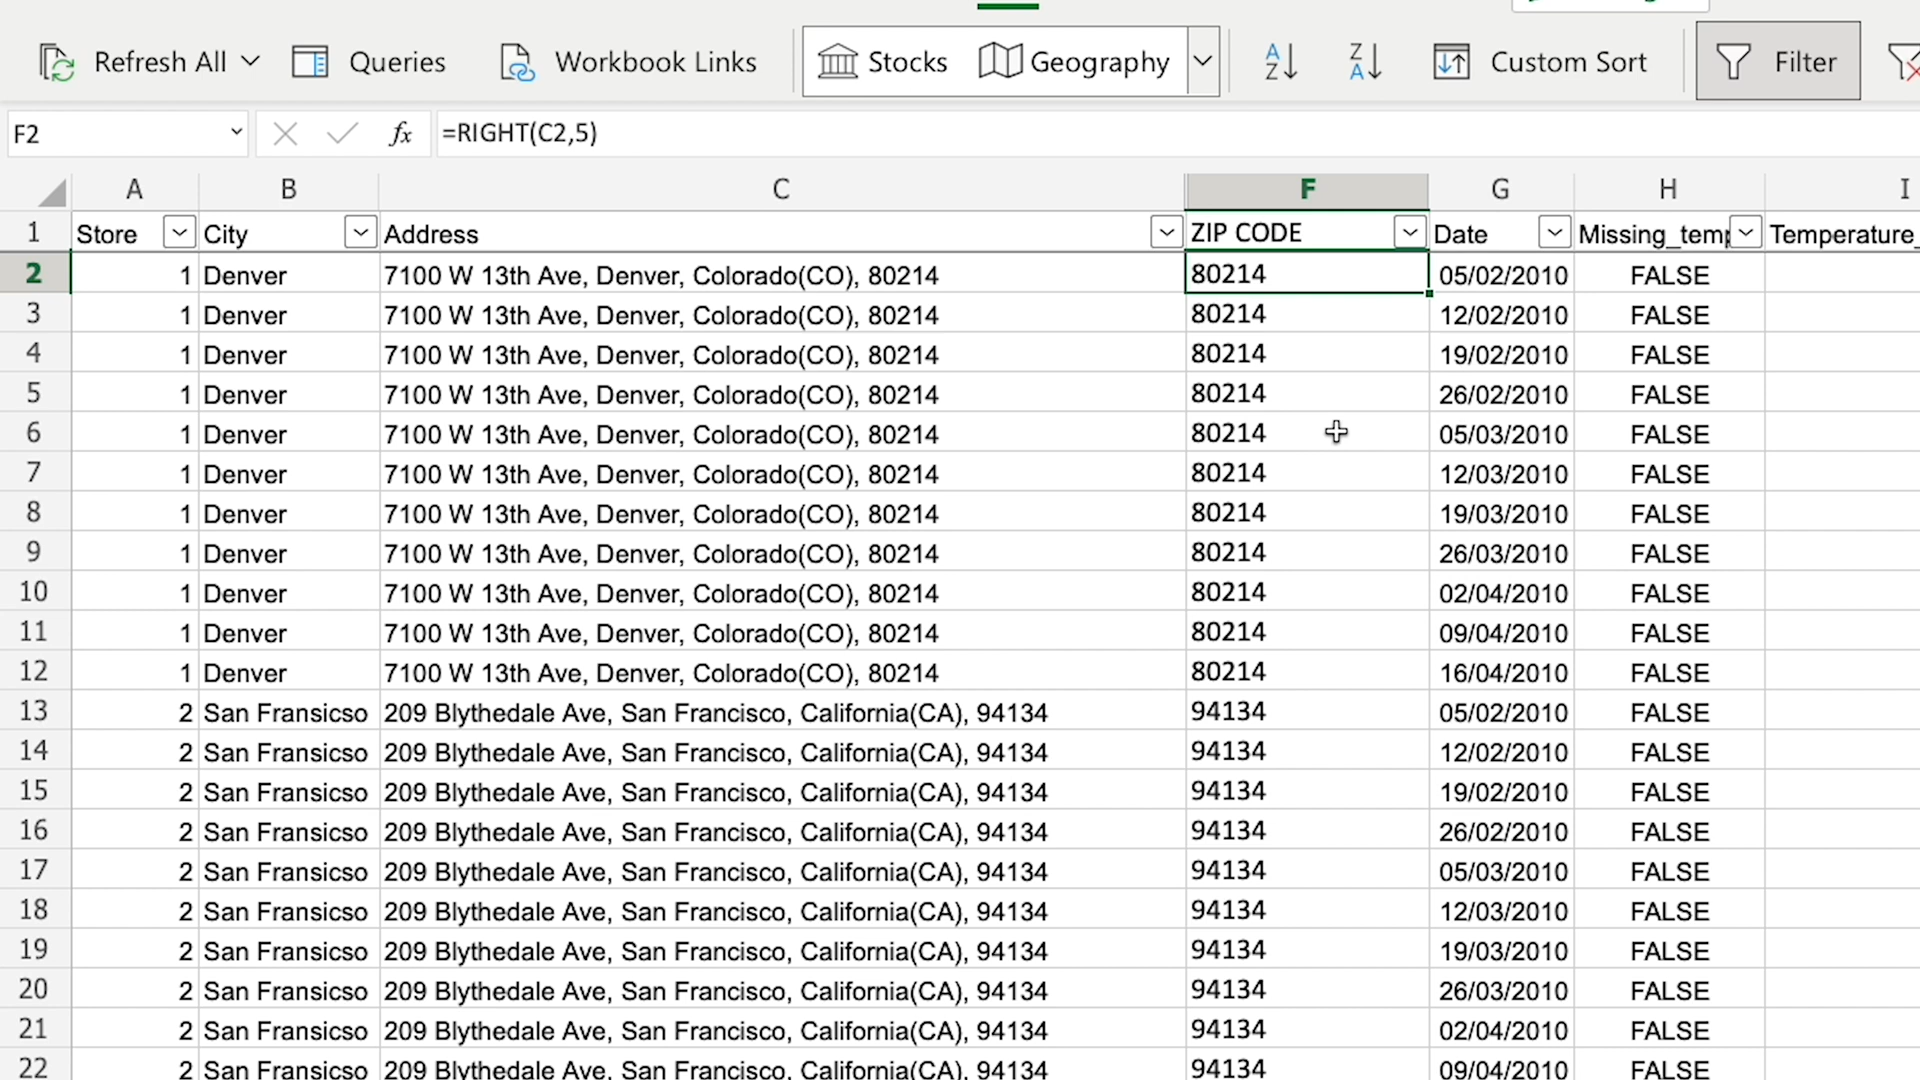 Refresh All Queries Workbook Links Stocks Geography Custom Sort Filter
F2 fx =RIGHT(C2,5)
A B C F G H I
1 Store City Address ZIP CODE Date Missing_temp Temperature_
2 1 Denver 7100 W 13th Ave, Denver, Colorado(CO), 80214 80214 05/02/2010 FALSE
3 1 Denver 7100 W 13th Ave, Denver, Colorado(CO), 80214 80214 12/02/2010 FALSE
4 1 Denver 7100 W 13th Ave, Denver, Colorado(CO), 80214 80214 19/02/2010 FALSE
5 1 Denver 7100 W 13th Ave, Denver, Colorado(CO), 80214 80214 26/02/2010 FALSE
6 1 Denver 7100 W 13th Ave, Denver, Colorado(CO), 80214 80214 05/03/2010 FALSE
7 1 Denver 7100 W 13th Ave, Denver, Colorado(CO), 80214 80214 12/03/2010 FALSE
8 1 Denver 7100 W 13th Ave, Denver, Colorado(CO), 80214 80214 19/03/2010 FALSE
9 1 Denver 7100 W 13th Ave, Denver, Colorado(CO), 80214 80214 26/03/2010 FALSE
10 1 Denver 7100 W 13th Ave, Denver, Colorado(CO), 80214 80214 02/04/2010 FALSE
11 1 Denver 7100 W 13th Ave, Denver, Colorado(CO), 80214 80214 09/04/2010 FALSE
12 1 Denver 7100 W 13th Ave, Denver, Colorado(CO), 80214 80214 16/04/2010 FALSE
13 2 San Fransicso 209 Blythedale Ave, San Francisco, California(CA), 94134 94134 05/02/2010 FALSE
14 2 San Fransicso 209 Blythedale Ave, San Francisco, California(CA), 94134 94134 12/02/2010 FALSE
15 2 San Fransicso 209 Blythedale Ave, San Francisco, California(CA), 94134 94134 19/02/2010 FALSE
16 2 San Fransicso 209 Blythedale Ave, San Francisco, California(CA), 94134 94134 26/02/2010 FALSE
17 2 San Fransicso 209 Blythedale Ave, San Francisco, California(CA), 94134 94134 05/03/2010 FALSE
18 2 San Fransicso 209 Blythedale Ave, San Francisco, California(CA), 94134 94134 12/03/2010 FALSE
19 2 San Fransicso 209 Blythedale Ave, San Francisco, California(CA), 94134 94134 19/03/2010 FALSE
20 2 San Fransicso 209 Blythedale Ave, San Francisco, California(CA), 94134 94134 26/03/2010 FALSE
21 2 San Fransicso 209 Blythedale Ave, San Francisco, California(CA), 94134 94134 02/04/2010 FALSE
22 2 San Fransicso 209 Blythedale Ave, San Francisco, California(CA), 94134 94134 09/04/2010 FALSE